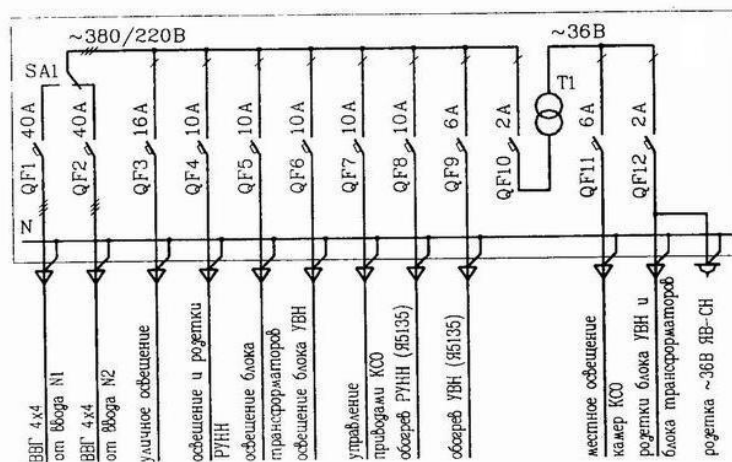 ~380/220В
~36В
SA1
T1
40А
40А
16А
10А
10А
10А
10А
10А
6А
2А
6А
2А
QF1
QF2
QF3
QF4
QF5
QF6
QF7
QF8
QF9
QF10
QF11
QF12
N
ВВГ 4х4
от ввода N1
ВВГ 4х4
от ввода N2
уличное освещение
освещение и розетки
РУНН
освещение блока
трансформаторов
освещение блока УВН
управление
приводами КСО
обогрев РУНН (Я5135)
обогрев УВН (Я5135)
местное освещение
камер КСО
розетки блока УВН и
блока трансформаторов
розетка ~36В ЯВ-СН